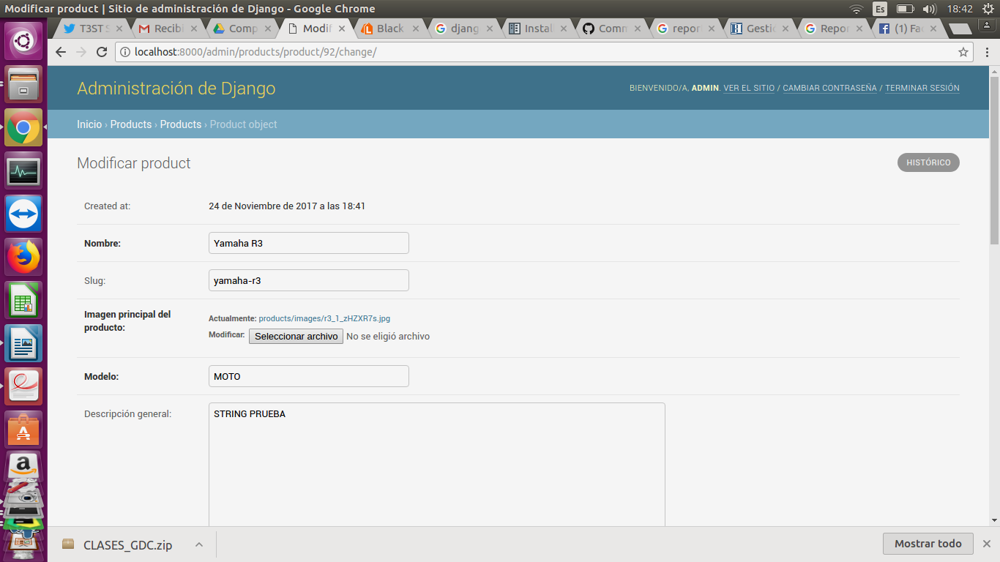 Modificar product | Sitio de administración de Django - Google Chrome
Es
18:42
T3ST S
Recibi
Comp
Modif
Black
djang
Instal
Comm
report
Gestic
Repor
(1) Fac
localhost:8000/admin/products/product/92/change/
Administración de Django
BIENVENIDO/A, ADMIN. VER EL SITIO / CAMBIAR CONTRASEÑA / TERMINAR SESIÓN
Inicio › Products › Products › Product object
Modificar product
HISTÓRICO
Created at:
24 de Noviembre de 2017 a las 18:41
Nombre:
Yamaha R3
Slug:
yamaha-r3
Imagen principal del
producto:
Actualmente: products/images/r3_1_zHZXR7s.jpg
Modificar: Seleccionar archivo No se eligió archivo
Modelo:
MOTO
Descripción general:
STRING PRUEBA
CLASES_GDC.zip
Mostrar todo